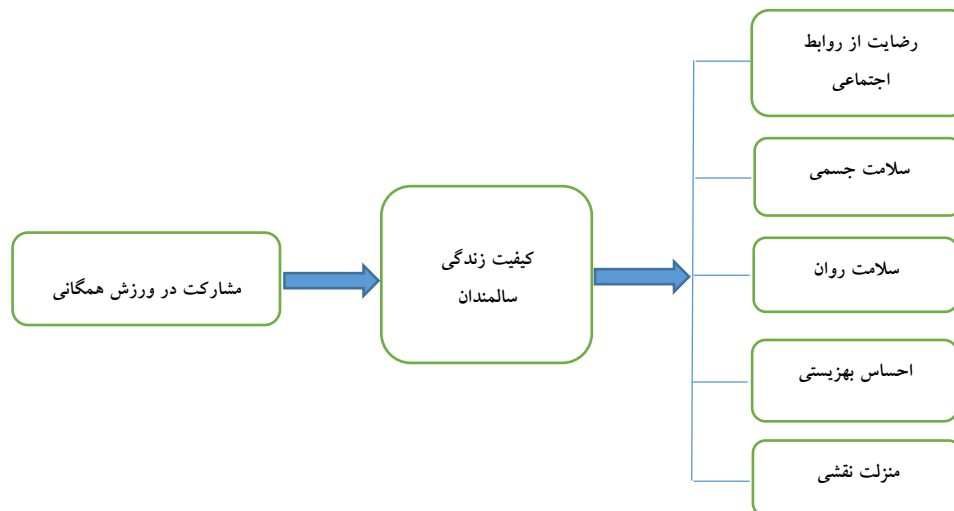 رضایت از روابط
اجتماعی
سلامت جسمی
کیفیت زندگی
سالمندان
سلامت روان
مشارکت در ورزش همگانی
احساس بهزیستی
منزلت نقشی